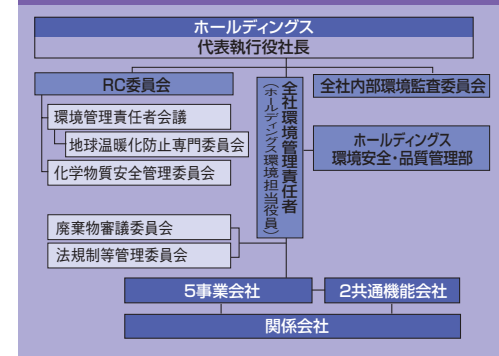 ホールディングス
代表執行役社長
RC委員会
全社内部環境監査委員会
環境管理責任者会議
地球温暖化防止専門委員会
化学物質安全管理委員会
全社環境管理責任者
（ホールディングス環境担当役員）
ホールディングス
環境安全・品質管理部
廃棄物審議委員会
法規制等管理委員会
5事業会社
2共通機能会社
関係会社